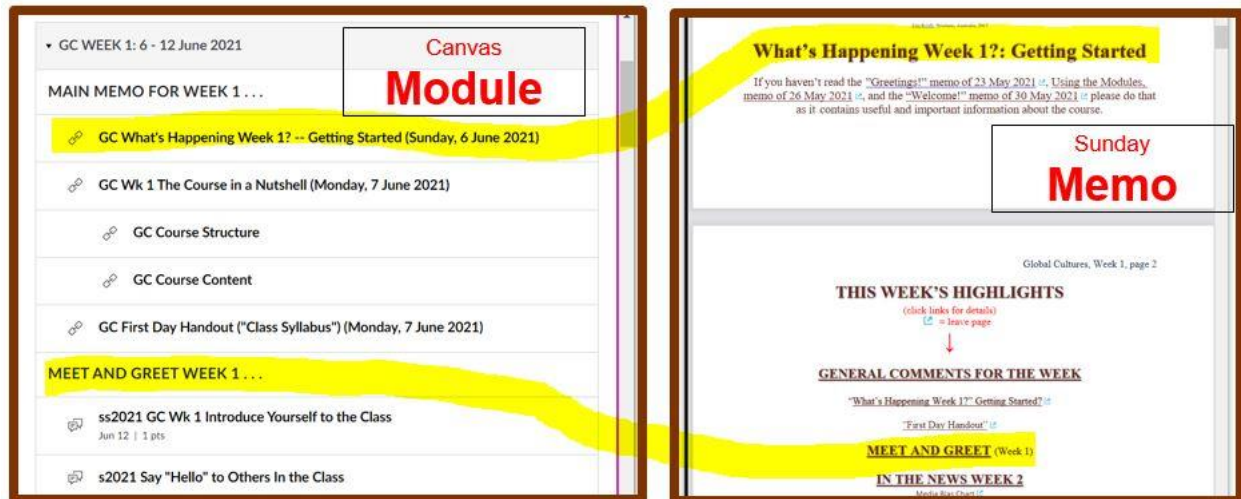 GC WEEK 1: 6 - 12 June 2021
Canvas
Module
MAIN MEMO FOR WEEK 1 . . .
GC What's Happening Week 1? -- Getting Started (Sunday, 6 June 2021)
GC Wk 1 The Course in a Nutshell (Monday, 7 June 2021)
GC Course Structure
GC Course Content
GC First Day Handout ("Class Syllabus") (Monday, 7 June 2021)
MEET AND GREET WEEK 1 . . .
ss2021 GC Wk 1 Introduce Yourself to the Class
Jun 12 | 1 pts
s2021 Say "Hello" to Others In the Class
What's Happening Week 1?: Getting Started
If you haven't read the "Greetings!" memo of 23 May 2021, Using the Modules,
memo of 26 May 2021, and the "Welcome!" memo of 30 May 2021 please do that
as it contains useful and important information about the course.
Sunday
Memo
Global Cultures, Week 1, page 2
THIS WEEK'S HIGHLIGHTS
(click links for details)
= leave page
GENERAL COMMENTS FOR THE WEEK
"What's Happening Week 1?" Getting Started?
"First Day Handout"
MEET AND GREET (Week 1)
IN THE NEWS WEEK 2
Media Bias Chart